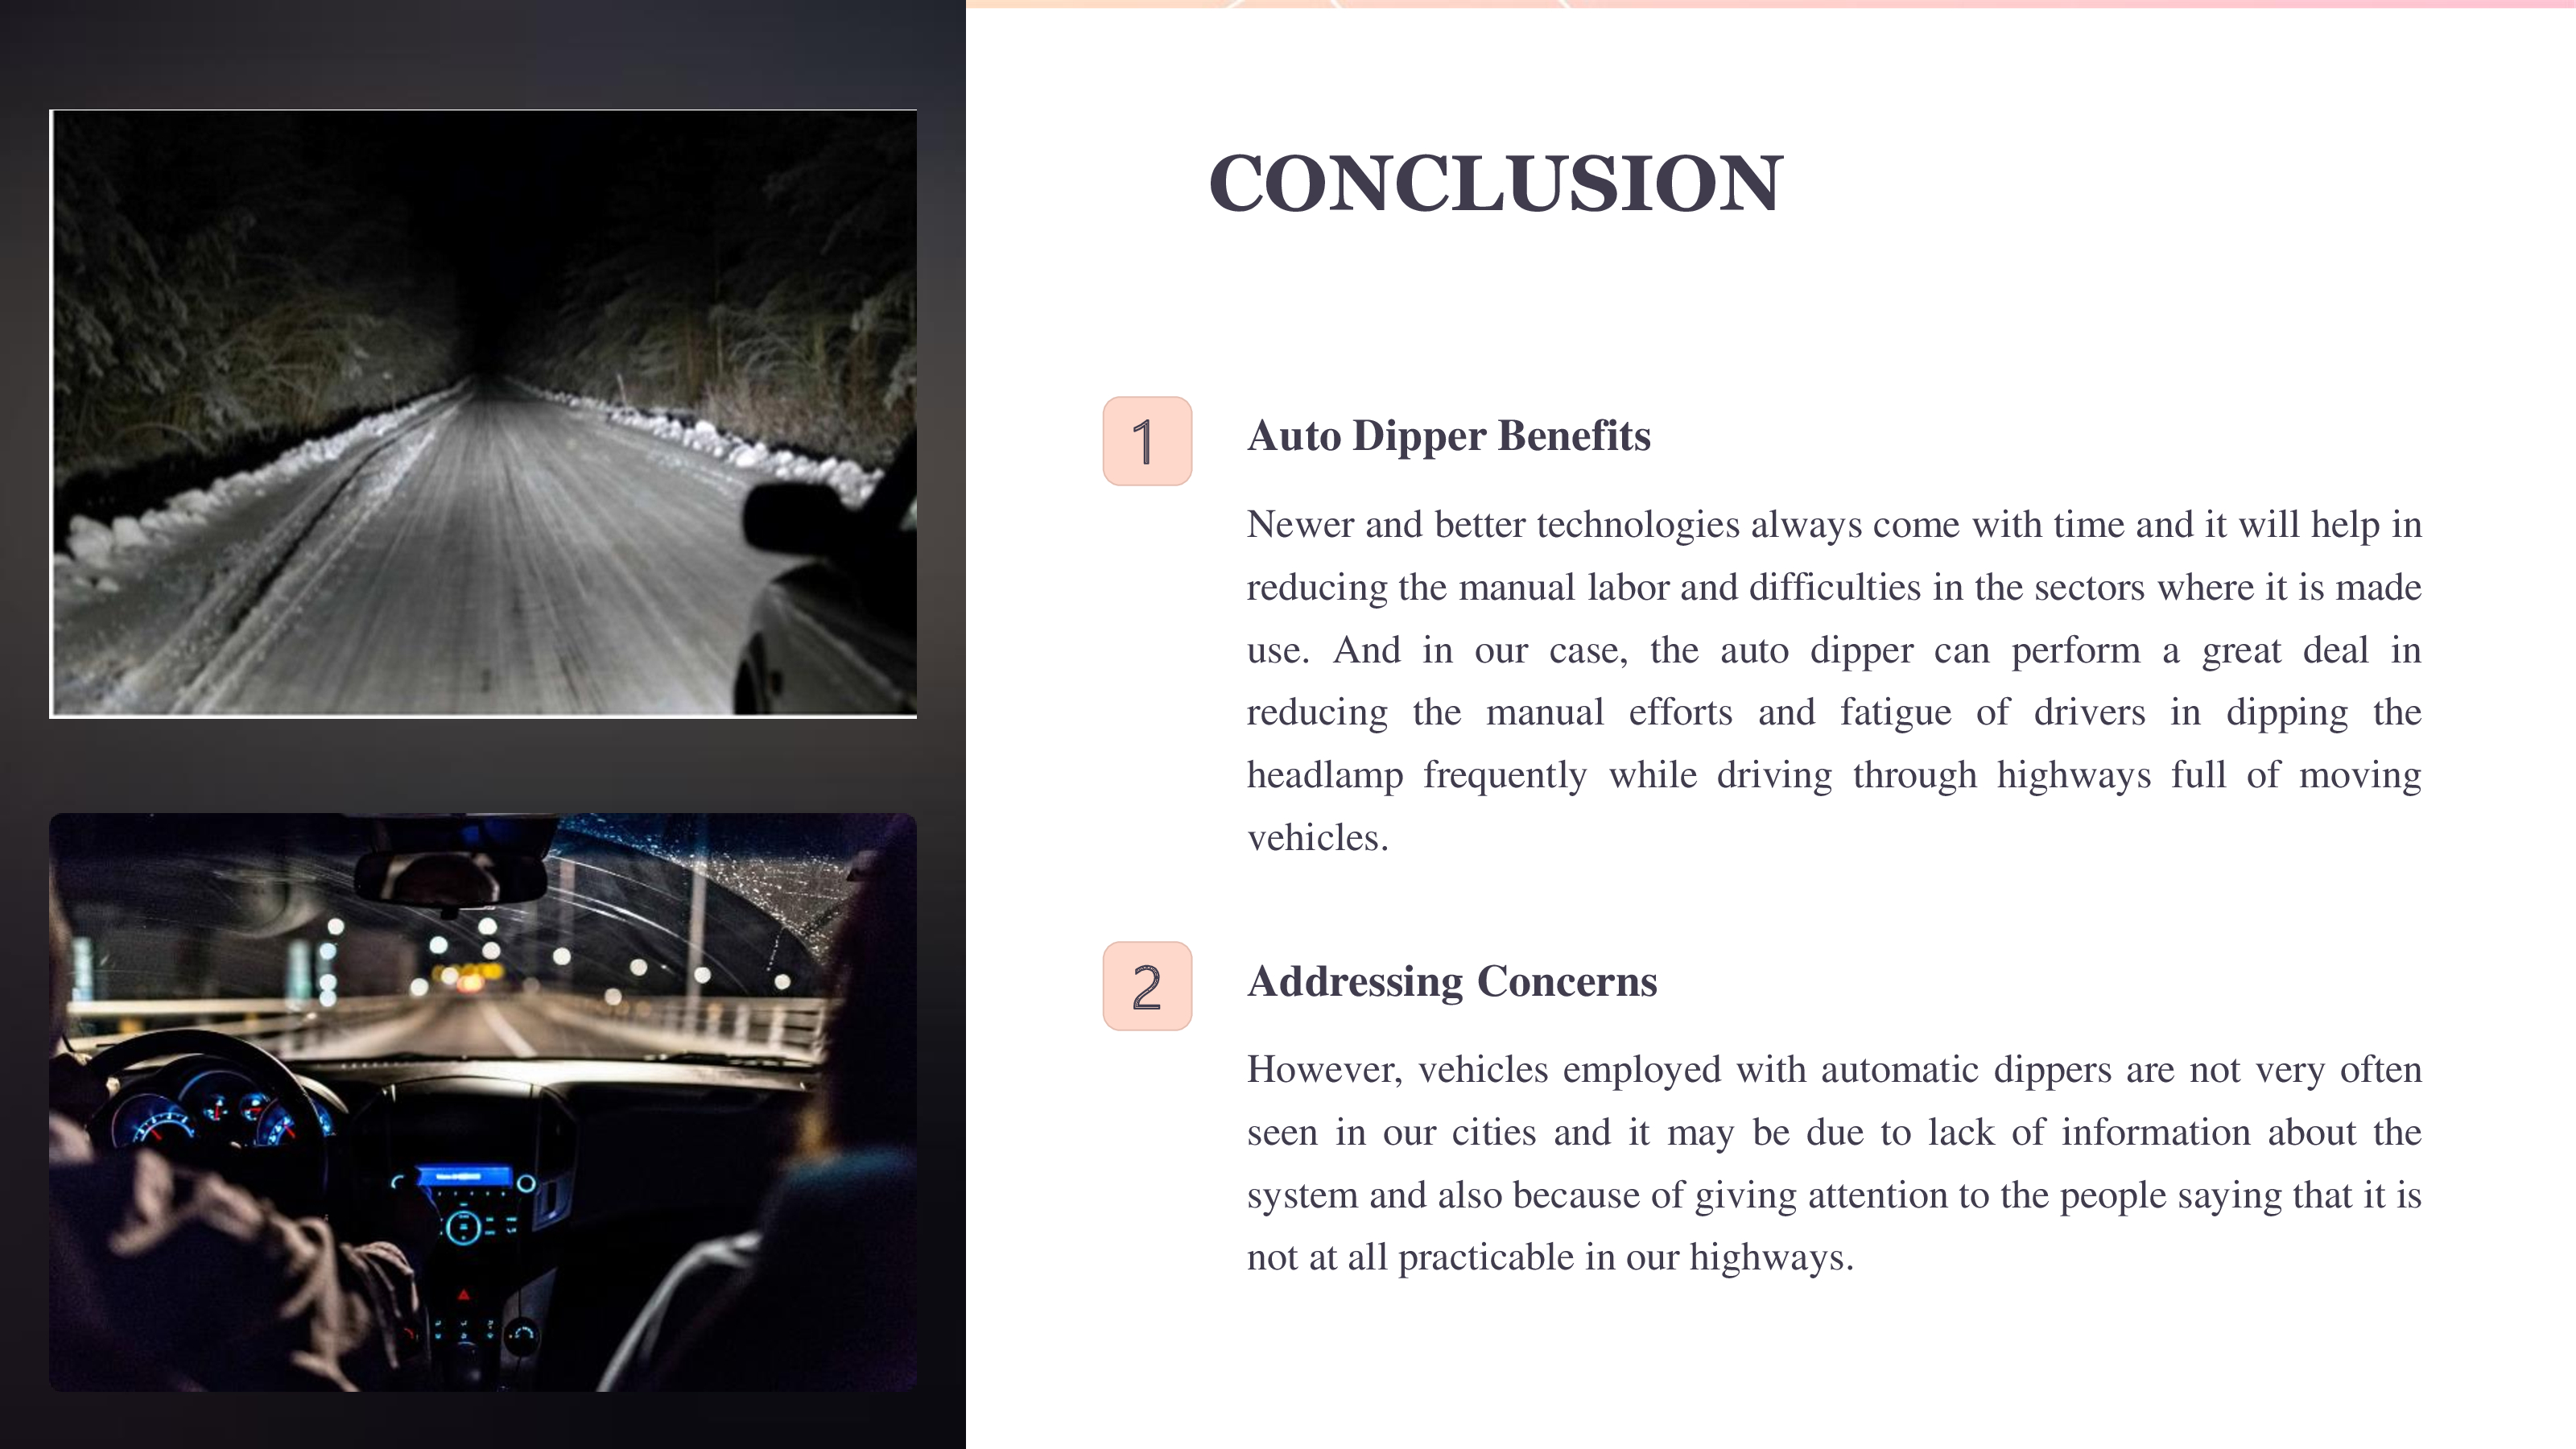 CONCLUSION
1
Auto Dipper Benefits
Newer and better technologies always come with time and it will help in
reducing the manual labor and difficulties in the sectors where it is made
use. And in our case, the auto dipper can perform a great deal in
reducing the manual efforts and fatigue of drivers in dipping the
headlamp frequently while driving through highways full of moving
vehicles.
2
Addressing Concerns
However, vehicles employed with automatic dippers are not very often
seen in our cities and it may be due to lack of information about the
system and also because of giving attention to the people saying that it is
not at all practicable in our highways.